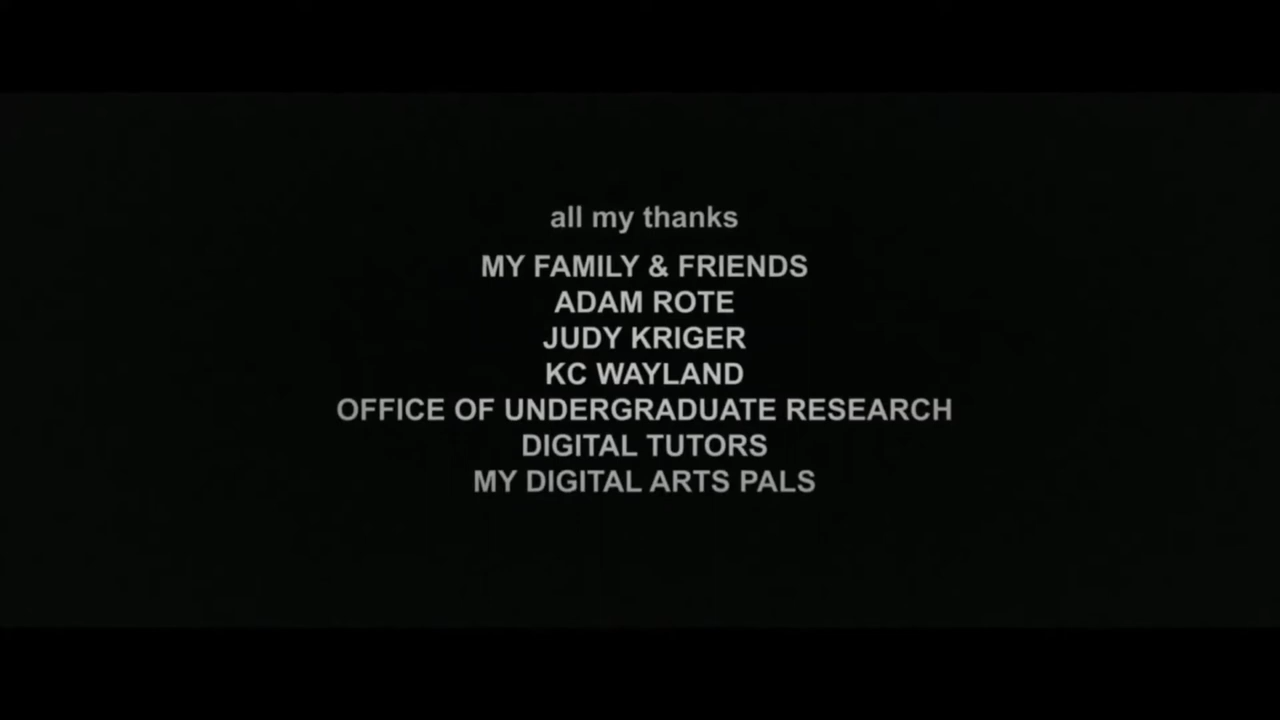 all my thanks
MY FAMILY & FRIENDS
ADAM ROTE
JUDY KRIGER
KC WAYLAND
OFFICE OF UNDERGRADUATE RESEARCH
DIGITAL TUTORS
MY DIGITAL ARTS PALS